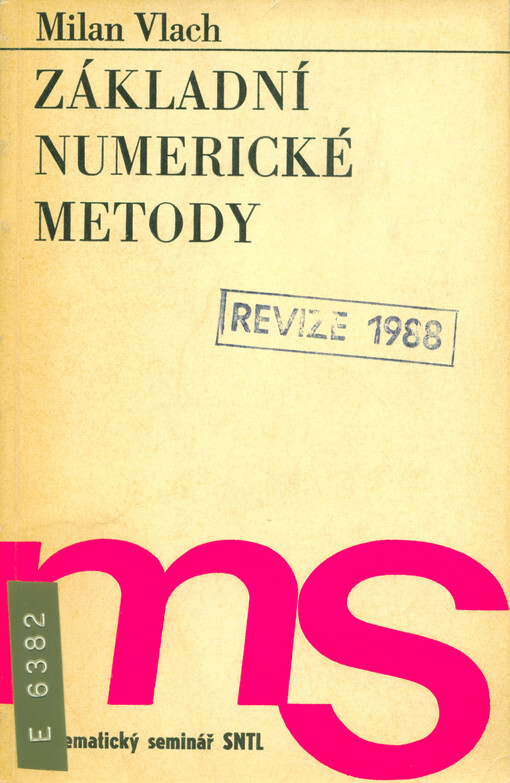 Milan Vlach
ZÁKLADNÍ
NUMERICKÉ
METODY
REVIZE 1988
ms
ematický seminář SNTL
E 6382